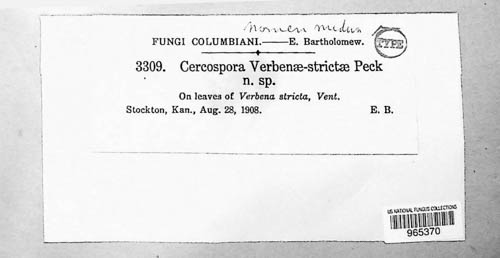 Nomen nudum
FUNGI COLUMBIANI.——E. Bartholomew.
TYPE
3309. Cercospora Verbenæ-strictæ Peck
n. sp.
On leaves of Verbena stricta, Vent.
Stockton, Kan., Aug. 28, 1908. E. B.
US NATIONAL FUNGUS COLLECTIONS
965370